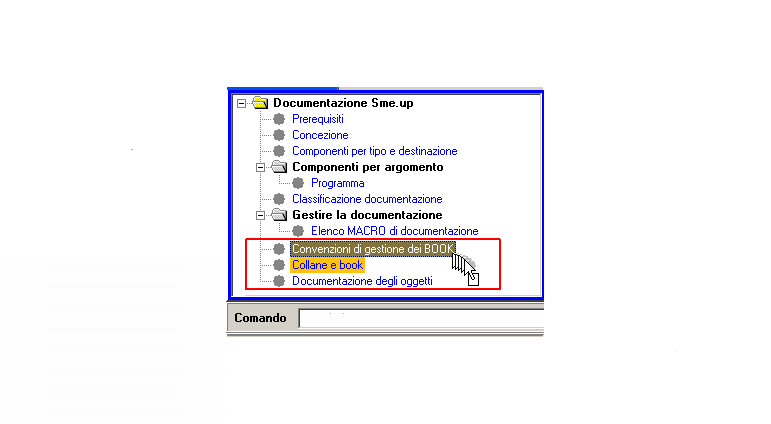 Documentazione Sme.up
Prerequisiti
Concezione
Componenti per tipo e destinazione
Componenti per argomento
Programma
Classificazione documentazione
Gestire la documentazione
Elenco MACRO di documentazione
Convenzioni di gestione dei BOOK
Collane e book
Documentazione degli oggetti
Comando